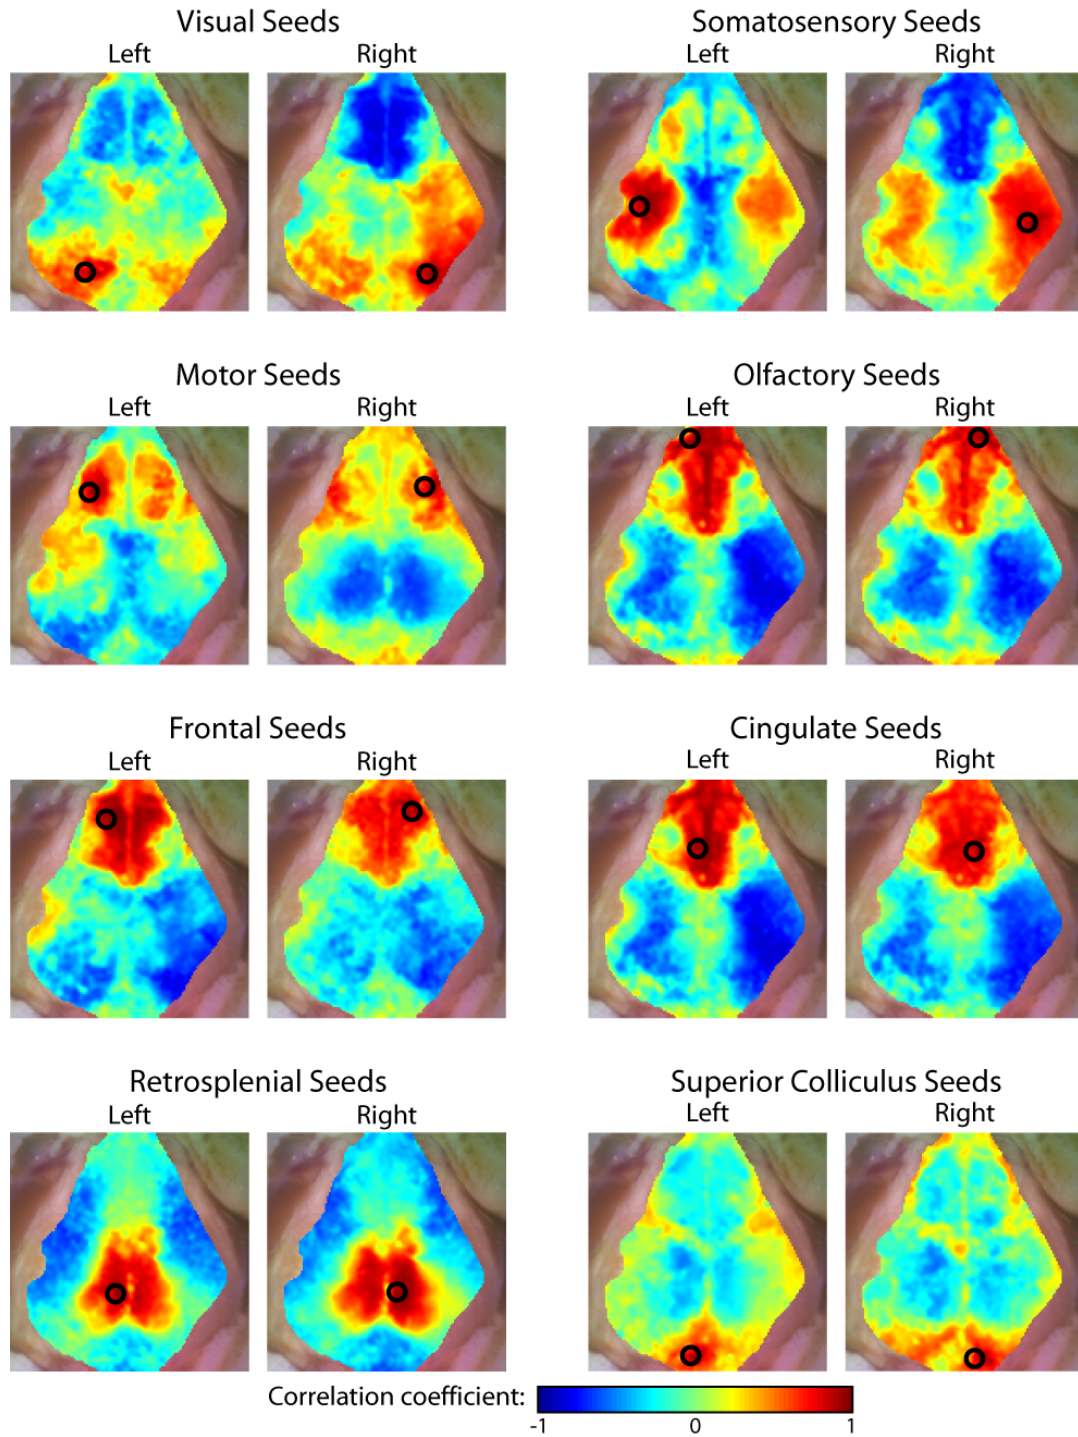 Visual Seeds
Left Right
Somatosensory Seeds
Left Right
Motor Seeds
Left Right
Olfactory Seeds
Left Right
Frontal Seeds
Left Right
Cingulate Seeds
Left Right
Retrosplenial Seeds
Left Right
Superior Colliculus Seeds
Left Right
Correlation coefficient:
-1 0 1